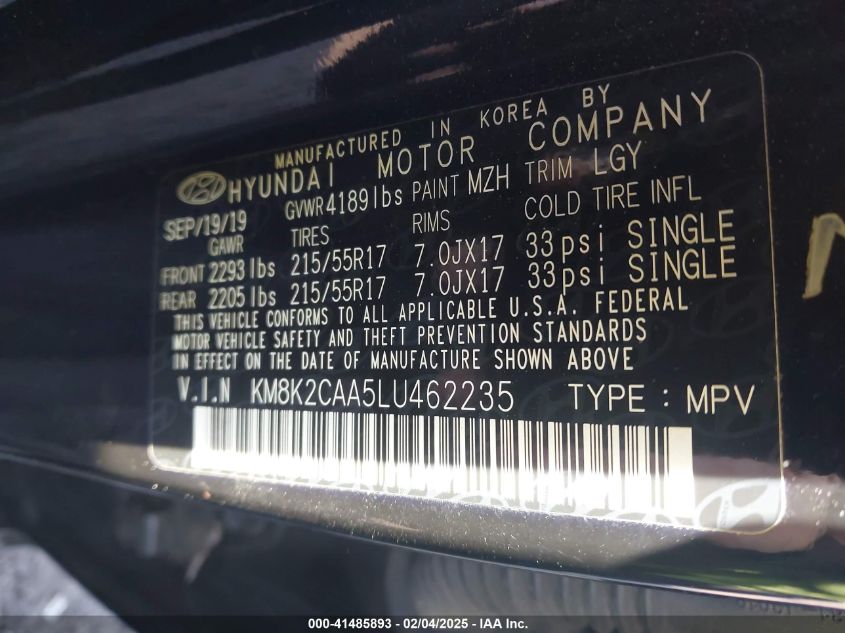 MANUFACTURED IN KOREA BY
HYUNDAI MOTOR COMPANY
SEP/19/19 GVWR 4189lbs PAINT MZH TRIM LGY
GAWR TIRES RIMS COLD TIRE INFL
FRONT 2293 lbs 215/55R17 7.0JX17 33psi SINGLE
REAR 2205 lbs 215/55R17 7.0JX17 33psi SINGLE
THIS VEHICLE CONFORMS TO ALL APPLICABLE U.S.A. FEDERAL
MOTOR VEHICLE SAFETY AND THEFT PREVENTION STANDARDS
IN EFFECT ON THE DATE OF MANUFACTURE SHOWN ABOVE
V.I.N KM8K2CAA5LU462235 TYPE: MPV
000-41485893 - 02/04/2025 - IAA Inc.